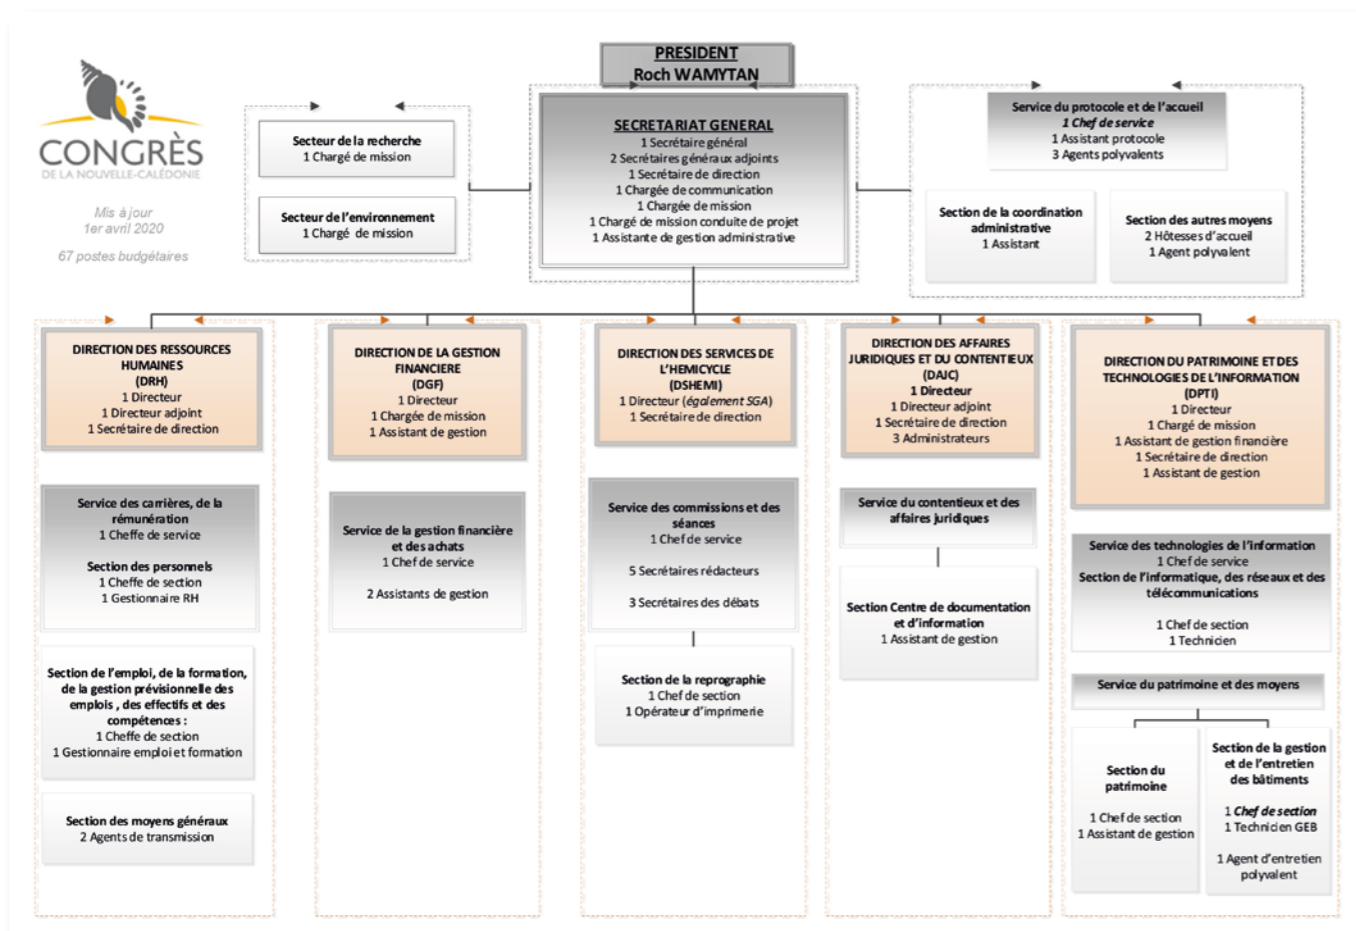 PRESIDENT
Roch WAMYTAN
CONGRÈS
DE LA NOUVELLE-CALÉDONIE
Mis à jour
1er avril 2020
67 postes budgétaires
Secteur de la recherche
1 Chargé de mission
Secteur de l'environnement
1 Chargé de mission
SECRETARIAT GENERAL
1 Secrétaire général
2 Secrétaires généraux adjoints
1 Secrétaire de direction
1 Chargée de communication
1 Chargée de mission
1 Chargé de mission conduite de projet
1 Assistante de gestion administrative
Service du protocole et de l'accueil
1 Chef de service
1 Assistant protocole
3 Agents polyvalents
Section de la coordination
administrative
1 Assistant
Section des autres moyens
2 Hôtesses d'accueil
1 Agent polyvalent
DIRECTION DES RESSOURCES
HUMAINES
(DRH)
1 Directeur
1 Directeur adjoint
1 Secrétaire de direction
Service des carrières, de la
rémunération
1 Cheffe de service
Section des personnels
1 Cheffe de section
1 Gestionnaire RH
Section de l'emploi, de la formation,
de la gestion prévisionnelle des
emplois , des effectifs et des
compétences :
1 Cheffe de section
1 Gestionnaire emploi et formation
Section des moyens généraux
2 Agents de transmission
DIRECTION DE LA GESTION
FINANCIERE
(DGF)
1 Directeur
1 Chargée de mission
1 Assistant de gestion
Service de la gestion financière
et des achats
1 Chef de service
2 Assistants de gestion
DIRECTION DES SERVICES DE
L'HEMICYCLE
(DSHEMI)
1 Directeur (également SGA)
1 Secrétaire de direction
Service des commissions et des
séances
1 Chef de service
5 Secrétaires rédacteurs
3 Secrétaires des débats
Section de la reprographie
1 Chef de section
1 Opérateur d'imprimerie
DIRECTION DES AFFAIRES
JURIDIQUES ET DU CONTENTIEUX
(DAJC)
1 Directeur
1 Directeur adjoint
1 Secrétaire de direction
3 Administrateurs
Service du contentieux et des
affaires juridiques
Section Centre de documentation
et d'information
1 Assistant de gestion
DIRECTION DU PATRIMOINE ET DES
TECHNOLOGIES DE L'INFORMATION
(DPTI)
1 Directeur
1 Chargé de mission
1 Assistant de gestion financière
1 Secrétaire de direction
1 Assistant de gestion
Service des technologies de l'information
1 Chef de service
Section de l'informatique, des réseaux et des
télécommunications
1 Chef de section
1 Technicien
Service du patrimoine et des moyens
Section du
patrimoine
1 Chef de section
1 Assistant de gestion
Section de la gestion
et de l'entretien
des bâtiments
1 Chef de section
1 Technicien GEB
1 Agent d'entretien
polyvalent